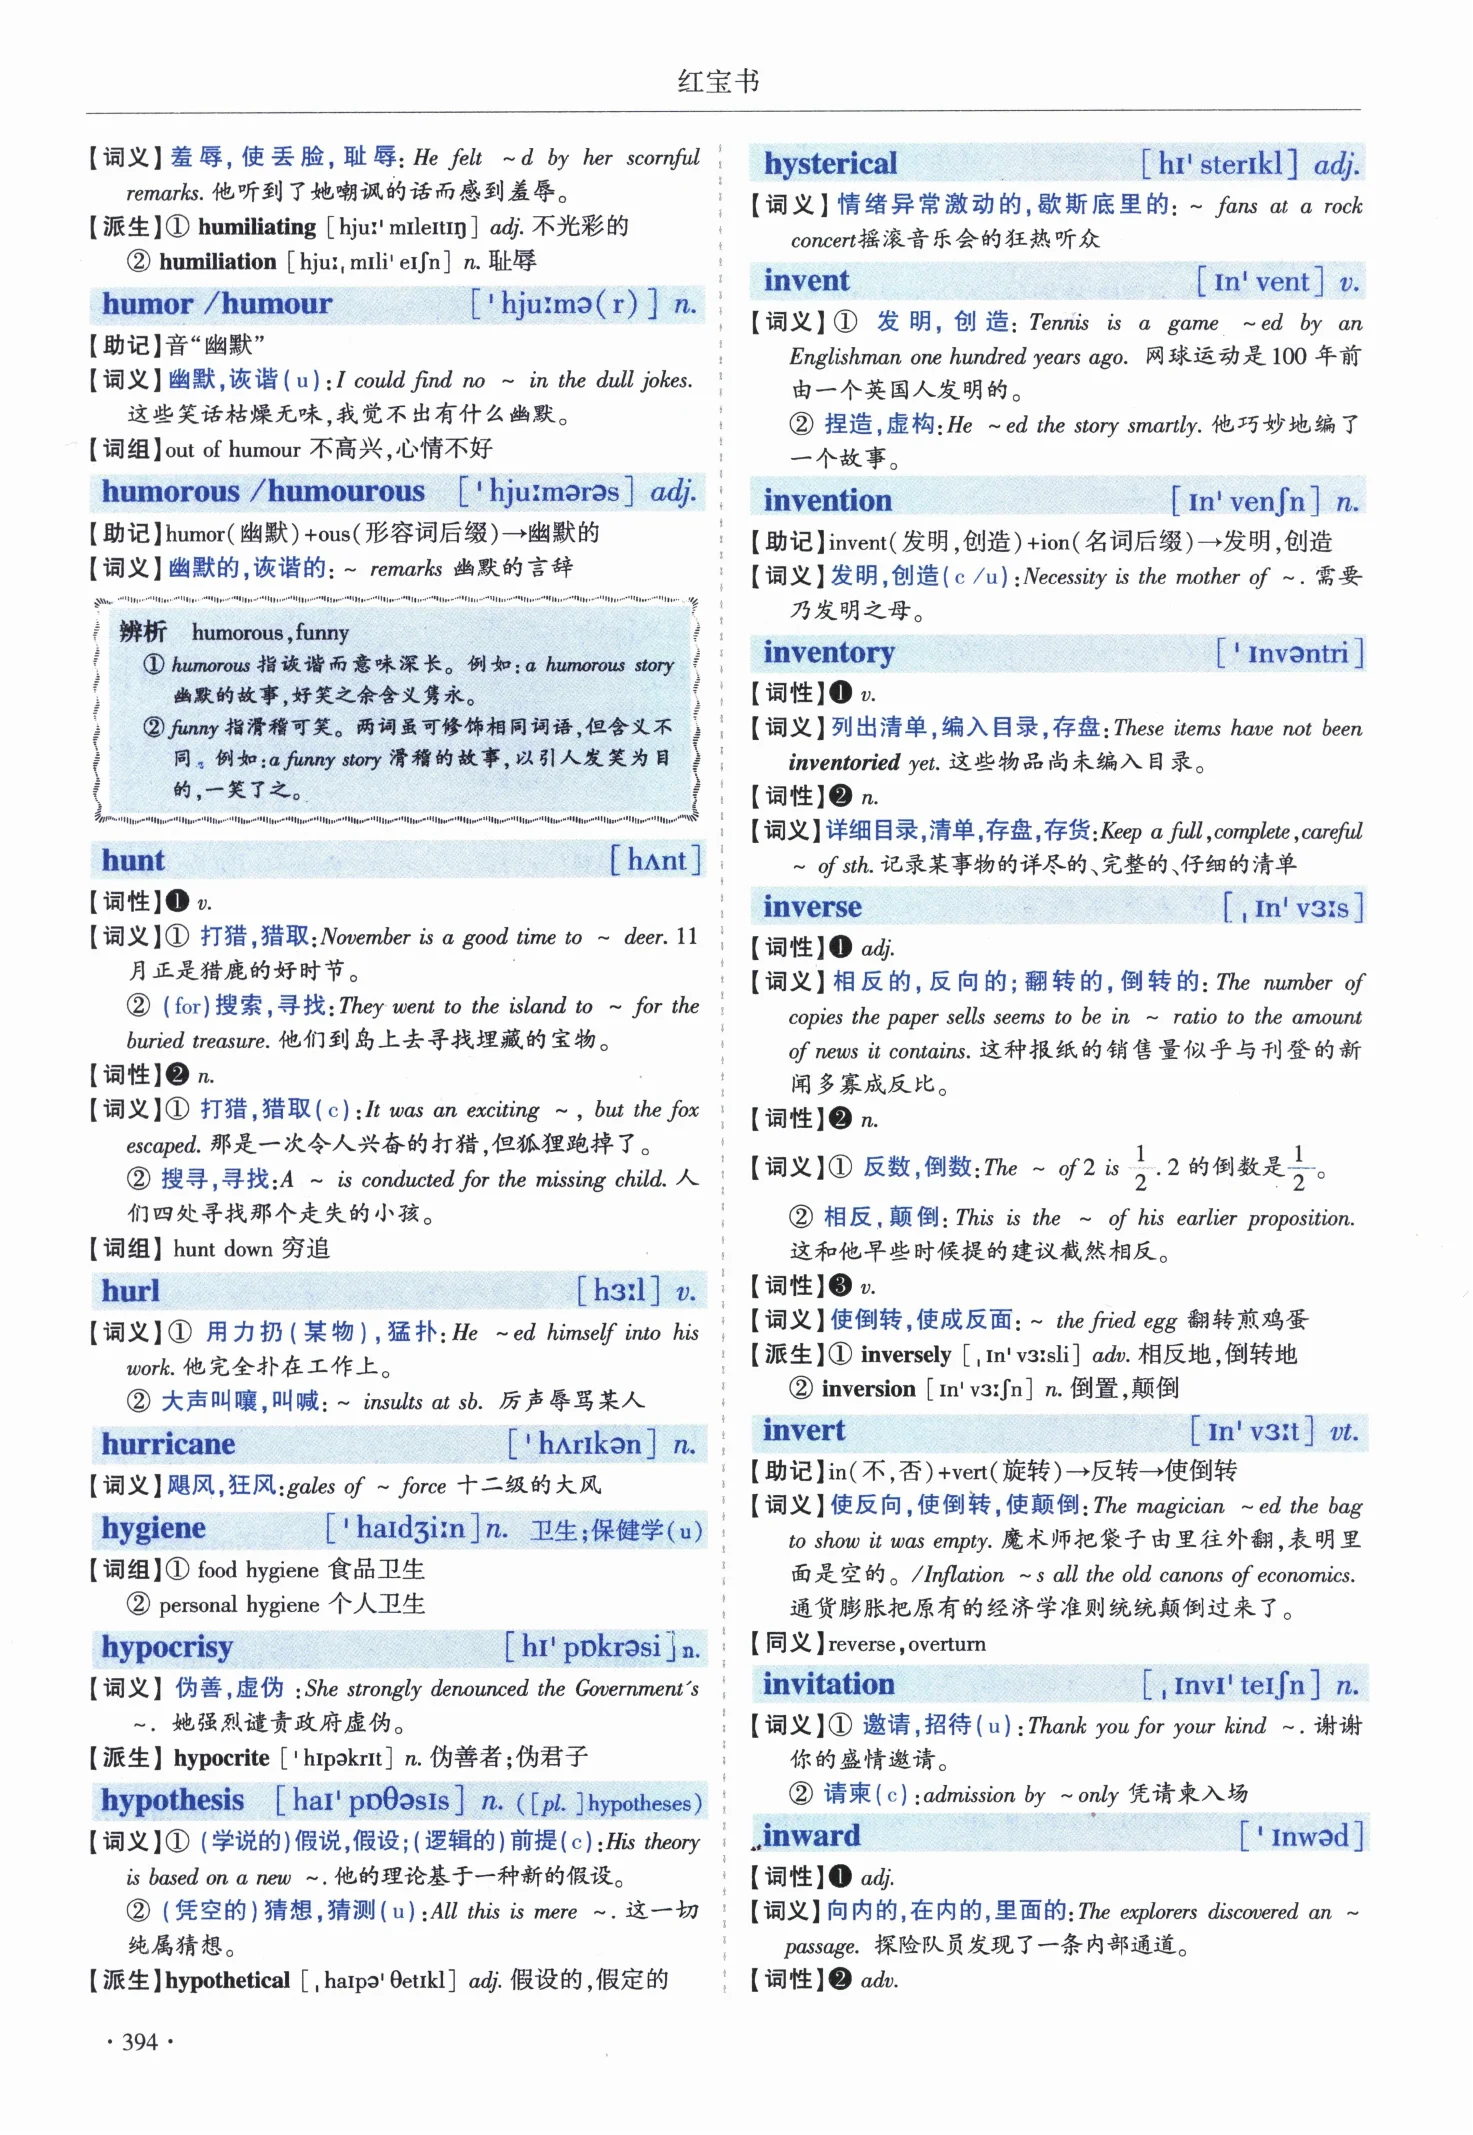 红宝书
【词义】羞辱,使丢脸,耻辱:He felt ~d by her scornful
remarks. 他听到了她嘲讽的话而感到羞辱。
【派生】① humiliating [hjuːˈmɪleɪtɪŋ] adj. 不光彩的
② humiliation [hjuːˌmɪliˈeɪʃn] n. 耻辱
humor /humour [ˈhjuːmə(r)] n.
【助记】音“幽默”
【词义】幽默,诙谐(u):I could find no ~ in the dull jokes.
这些笑话枯燥无味,我觉不出有什么幽默。
【词组】out of humour 不高兴,心情不好
humorous /humourous [ˈhjuːmərəs] adj.
【助记】humor(幽默)+ous(形容词后缀)→幽默的
【词义】幽默的,诙谐的:~ remarks 幽默的言辞
辨析 humorous,funny
① humorous 指诙谐而意味深长。例如:a humorous story
幽默的故事,好笑之余含义隽永。
② funny 指滑稽可笑。两词虽可修饰相同词语,但含义不
同。例如:a funny story 滑稽的故事,以引人发笑为目
的,一笑了之。
hunt [hʌnt]
【词性】❶ v.
【词义】① 打猎,猎取:November is a good time to ~ deer. 11
月正是猎鹿的好时节。
② (for)搜索,寻找:They went to the island to ~ for the
buried treasure. 他们到岛上去寻找埋藏的宝物。
【词性】❷ n.
【词义】① 打猎,猎取(c):It was an exciting ~ , but the fox
escaped. 那是一次令人兴奋的打猎,但狐狸跑掉了。
② 搜寻,寻找:A ~ is conducted for the missing child. 人
们四处寻找那个走失的小孩。
【词组】 hunt down 穷追
hurl [hɜːl] v.
【词义】① 用力扔(某物),猛扑:He ~ed himself into his
work. 他完全扑在工作上。
② 大声叫嚷,叫喊:~ insults at sb. 厉声辱骂某人
hurricane [ˈhʌrɪkən] n.
【词义】飓风,狂风:gales of ~ force 十二级的大风
hygiene [ˈhaɪdʒiːn] n. 卫生;保健学(u)
【词组】① food hygiene 食品卫生
② personal hygiene 个人卫生
hypocrisy [hɪˈpɒkrəsi] n.
【词义】伪善,虚伪 :She strongly denounced the Government's
~. 她强烈谴责政府虚伪。
【派生】 hypocrite [ˈhɪpəkrɪt] n. 伪善者;伪君子
hypothesis [haɪˈpɒθəsɪs] n. ([pl. ]hypotheses)
【词义】① (学说的)假说,假设;(逻辑的)前提(c):His theory
is based on a new ~. 他的理论基于一种新的假设。
② (凭空的)猜想,猜测(u):All this is mere ~. 这一切
纯属猜想。
【派生】hypothetical [ˌhaɪpəˈθetɪkl] adj. 假设的,假定的
hysterical [hɪˈsterɪkl] adj.
【词义】情绪异常激动的,歇斯底里的:~ fans at a rock
concert摇滚音乐会的狂热听众
invent [ɪnˈvent] v.
【词义】① 发明,创造:Tennis is a game ~ed by an
Englishman one hundred years ago. 网球运动是100年前
由一个英国人发明的。
② 捏造,虚构:He ~ed the story smartly. 他巧妙地编了
一个故事。
invention [ɪnˈvenʃn] n.
【助记】invent(发明,创造)+ion(名词后缀)→发明,创造
【词义】发明,创造(c /u):Necessity is the mother of ~. 需要
乃发明之母。
inventory [ˈɪnvəntri]
【词性】❶ v.
【词义】列出清单,编入目录,存盘:These items have not been
inventoried yet. 这些物品尚未编入目录。
【词性】❷ n.
【词义】详细目录,清单,存盘,存货:Keep a full,complete,careful
~ of sth. 记录某事物的详尽的、完整的、仔细的清单
inverse [ˌɪnˈvɜːs]
【词性】❶ adj.
【词义】相反的,反向的;翻转的,倒转的:The number of
copies the paper sells seems to be in ~ ratio to the amount
of news it contains. 这种报纸的销售量似乎与刊登的新
闻多寡成反比。
【词性】❷ n.
【词义】① 反数,倒数:The ~ of 2 is 1/2. 2的倒数是1/2。
② 相反,颠倒:This is the ~ of his earlier proposition.
这和他早些时候提的建议截然相反。
【词性】❸ v.
【词义】使倒转,使成反面:~ the fried egg 翻转煎鸡蛋
【派生】① inversely [ˌɪnˈvɜːsli] adv. 相反地,倒转地
② inversion [ɪnˈvɜːʃn] n. 倒置,颠倒
invert [ɪnˈvɜːt] vt.
【助记】in(不,否)+vert(旋转)→反转→使倒转
【词义】使反向,使倒转,使颠倒:The magician ~ed the bag
to show it was empty. 魔术师把袋子由里往外翻,表明里
面是空的。/Inflation ~s all the old canons of economics.
通货膨胀把原有的经济学准则统统颠倒过来了。
【同义】reverse,overturn
invitation [ˌɪnvɪˈteɪʃn] n.
【词义】① 邀请,招待(u):Thank you for your kind ~. 谢谢
你的盛情邀请。
② 请柬(c):admission by ~only 凭请柬入场
inward [ˈɪnwəd]
【词性】❶ adj.
【词义】向内的,在内的,里面的:The explorers discovered an ~
passage. 探险队员发现了一条内部通道。
【词性】❷ adv.
· 394 ·